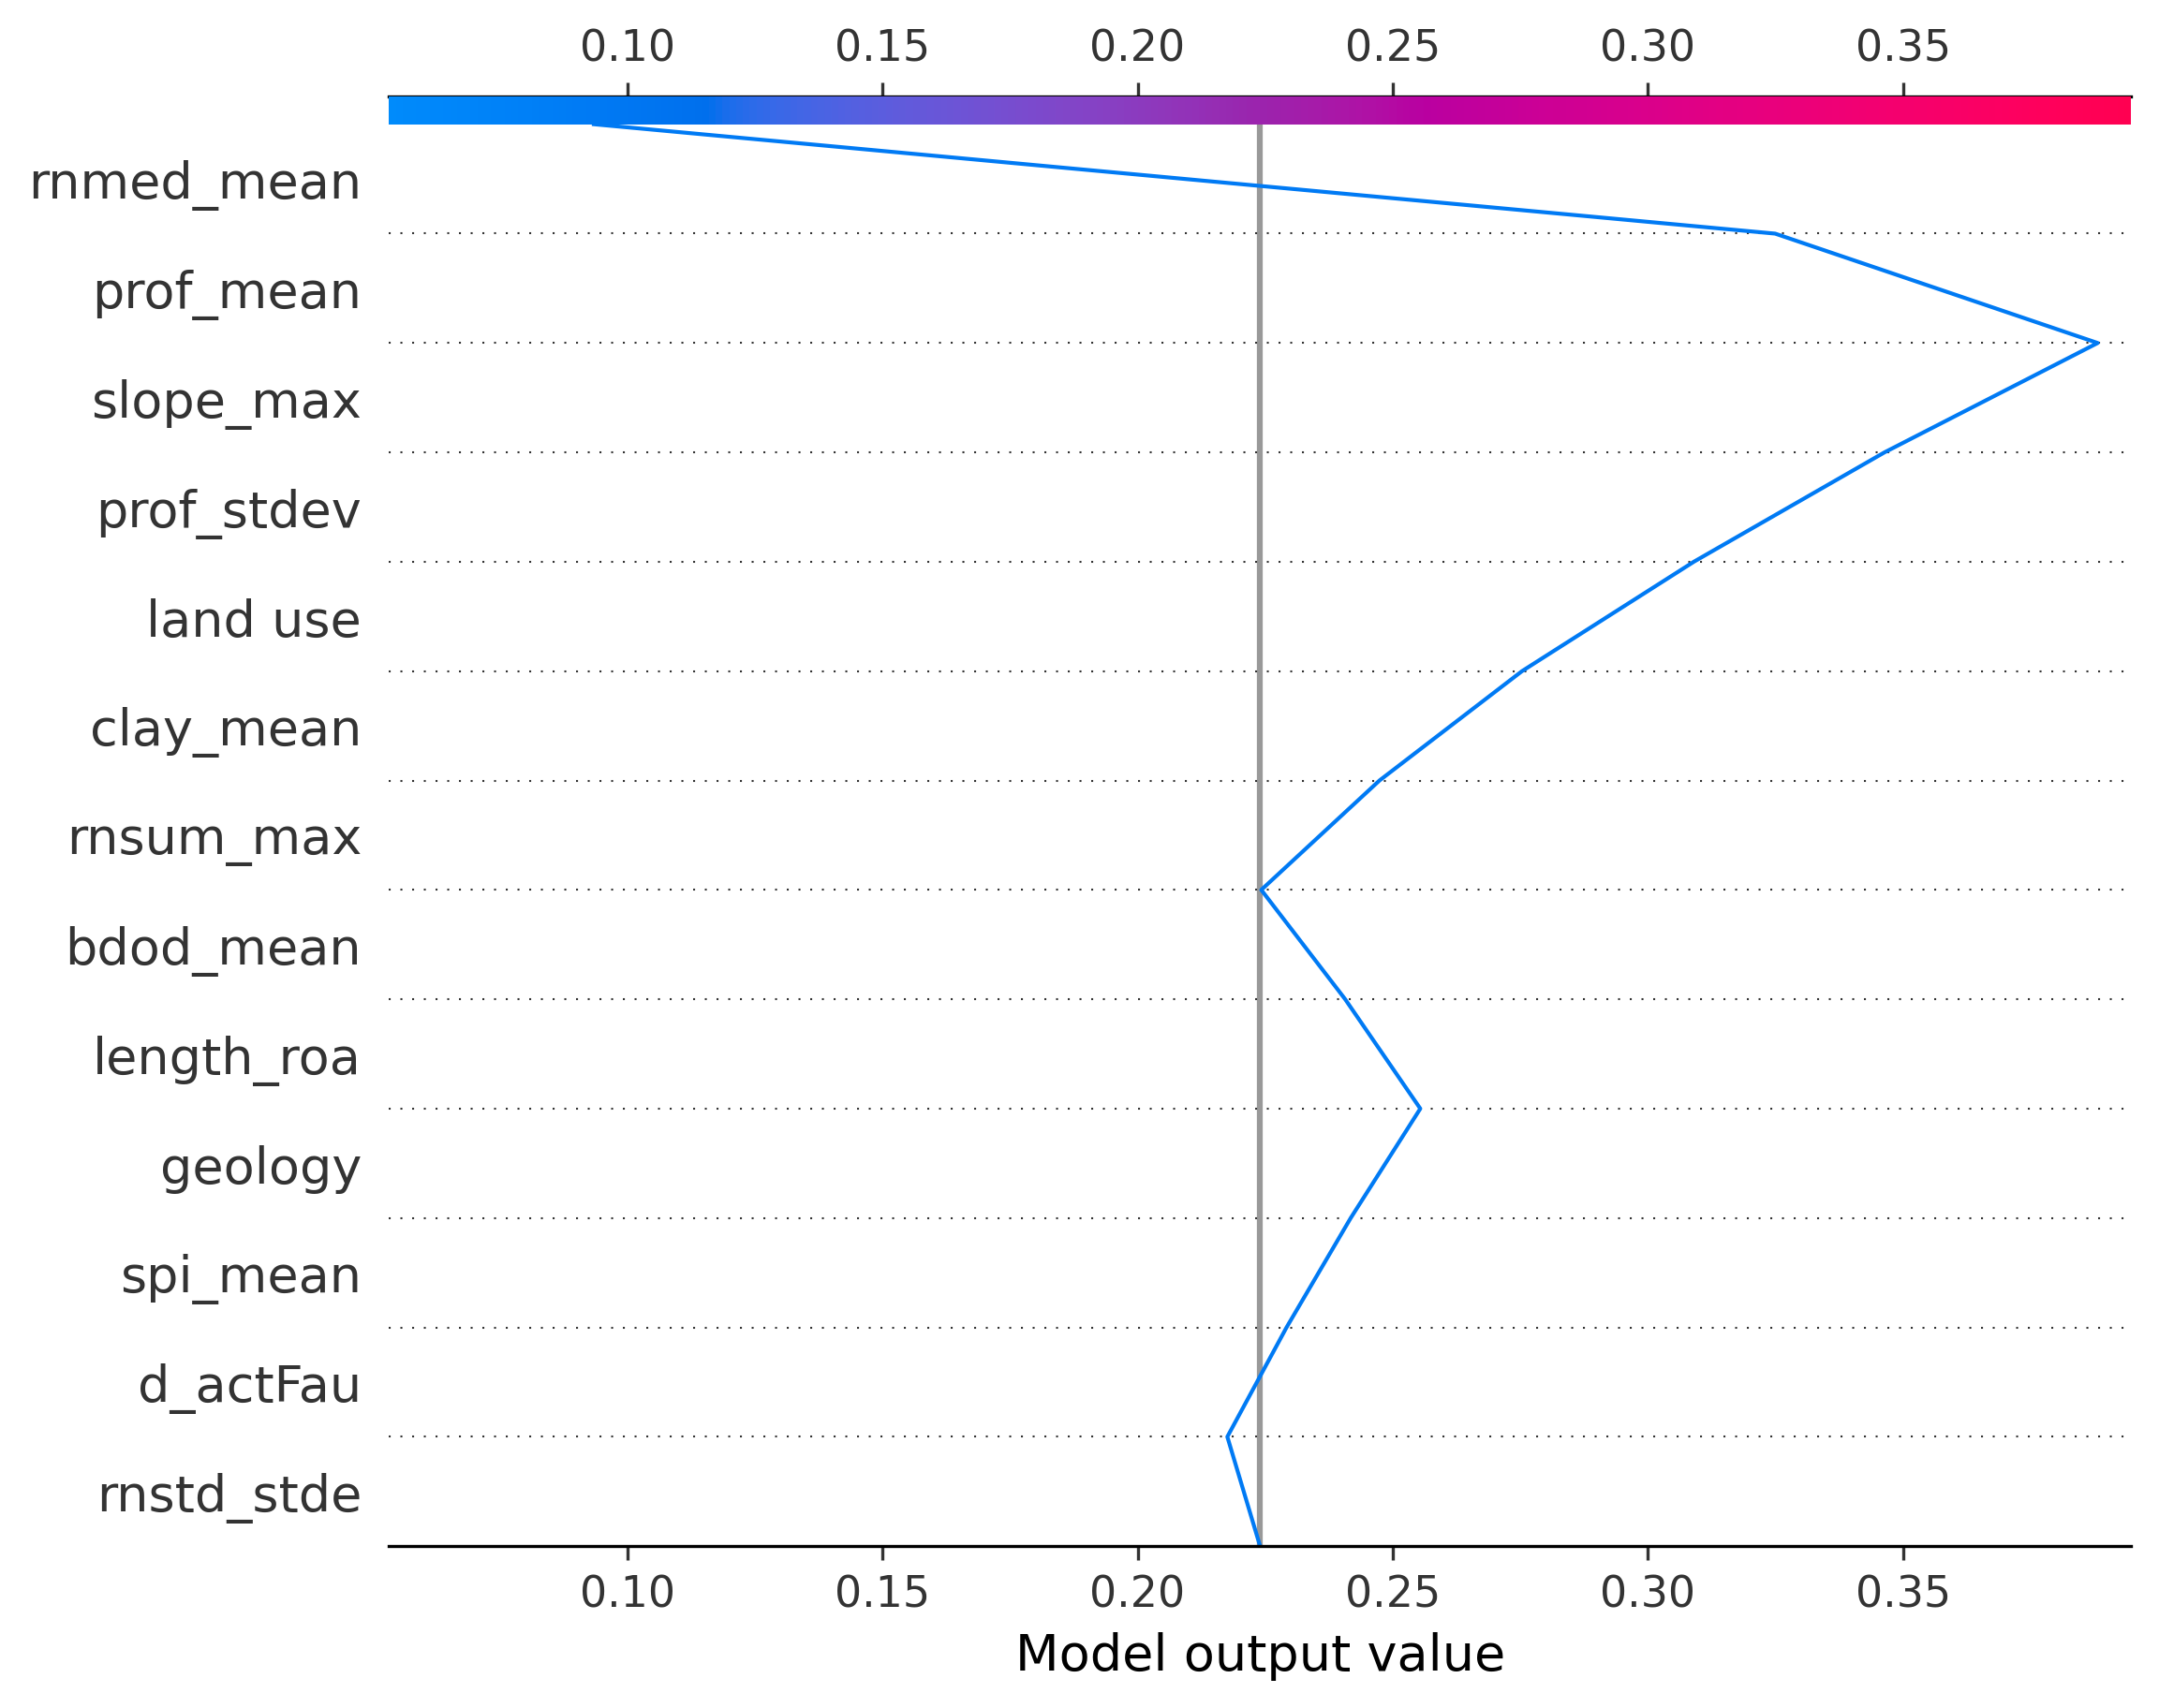 0.10 0.15 0.20 0.25 0.30 0.35
rnmed_mean
prof_mean
slope_max
prof_stdev
land use
clay_mean
rnsum_max
bdod_mean
length_roa
geology
spi_mean
d_actFau
rnstd_stde
0.10 0.15 0.20 0.25 0.30 0.35
Model output value